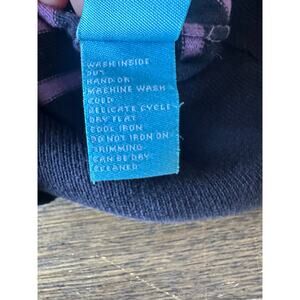 WASH INSIDE
OUT
HAND OR
MACHINE WASH
COLD
DELICATE CYCLE
DRY FLAT
COOL IRON
DO NOT IRON ON
TRIMMING
CAN BE DRY
CLEANED